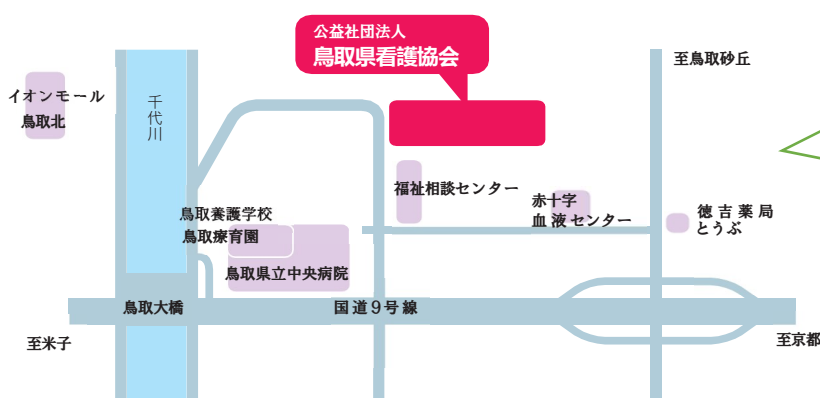 公益社団法人
鳥取県看護協会
至鳥取砂丘
イオンモール
鳥取北
千代川
福祉相談センター
赤十字
血液センター
徳吉薬局
とうぶ
鳥取養護学校
鳥取療育園
鳥取県立中央病院
鳥取大橋
国道9号線
至米子
至京都